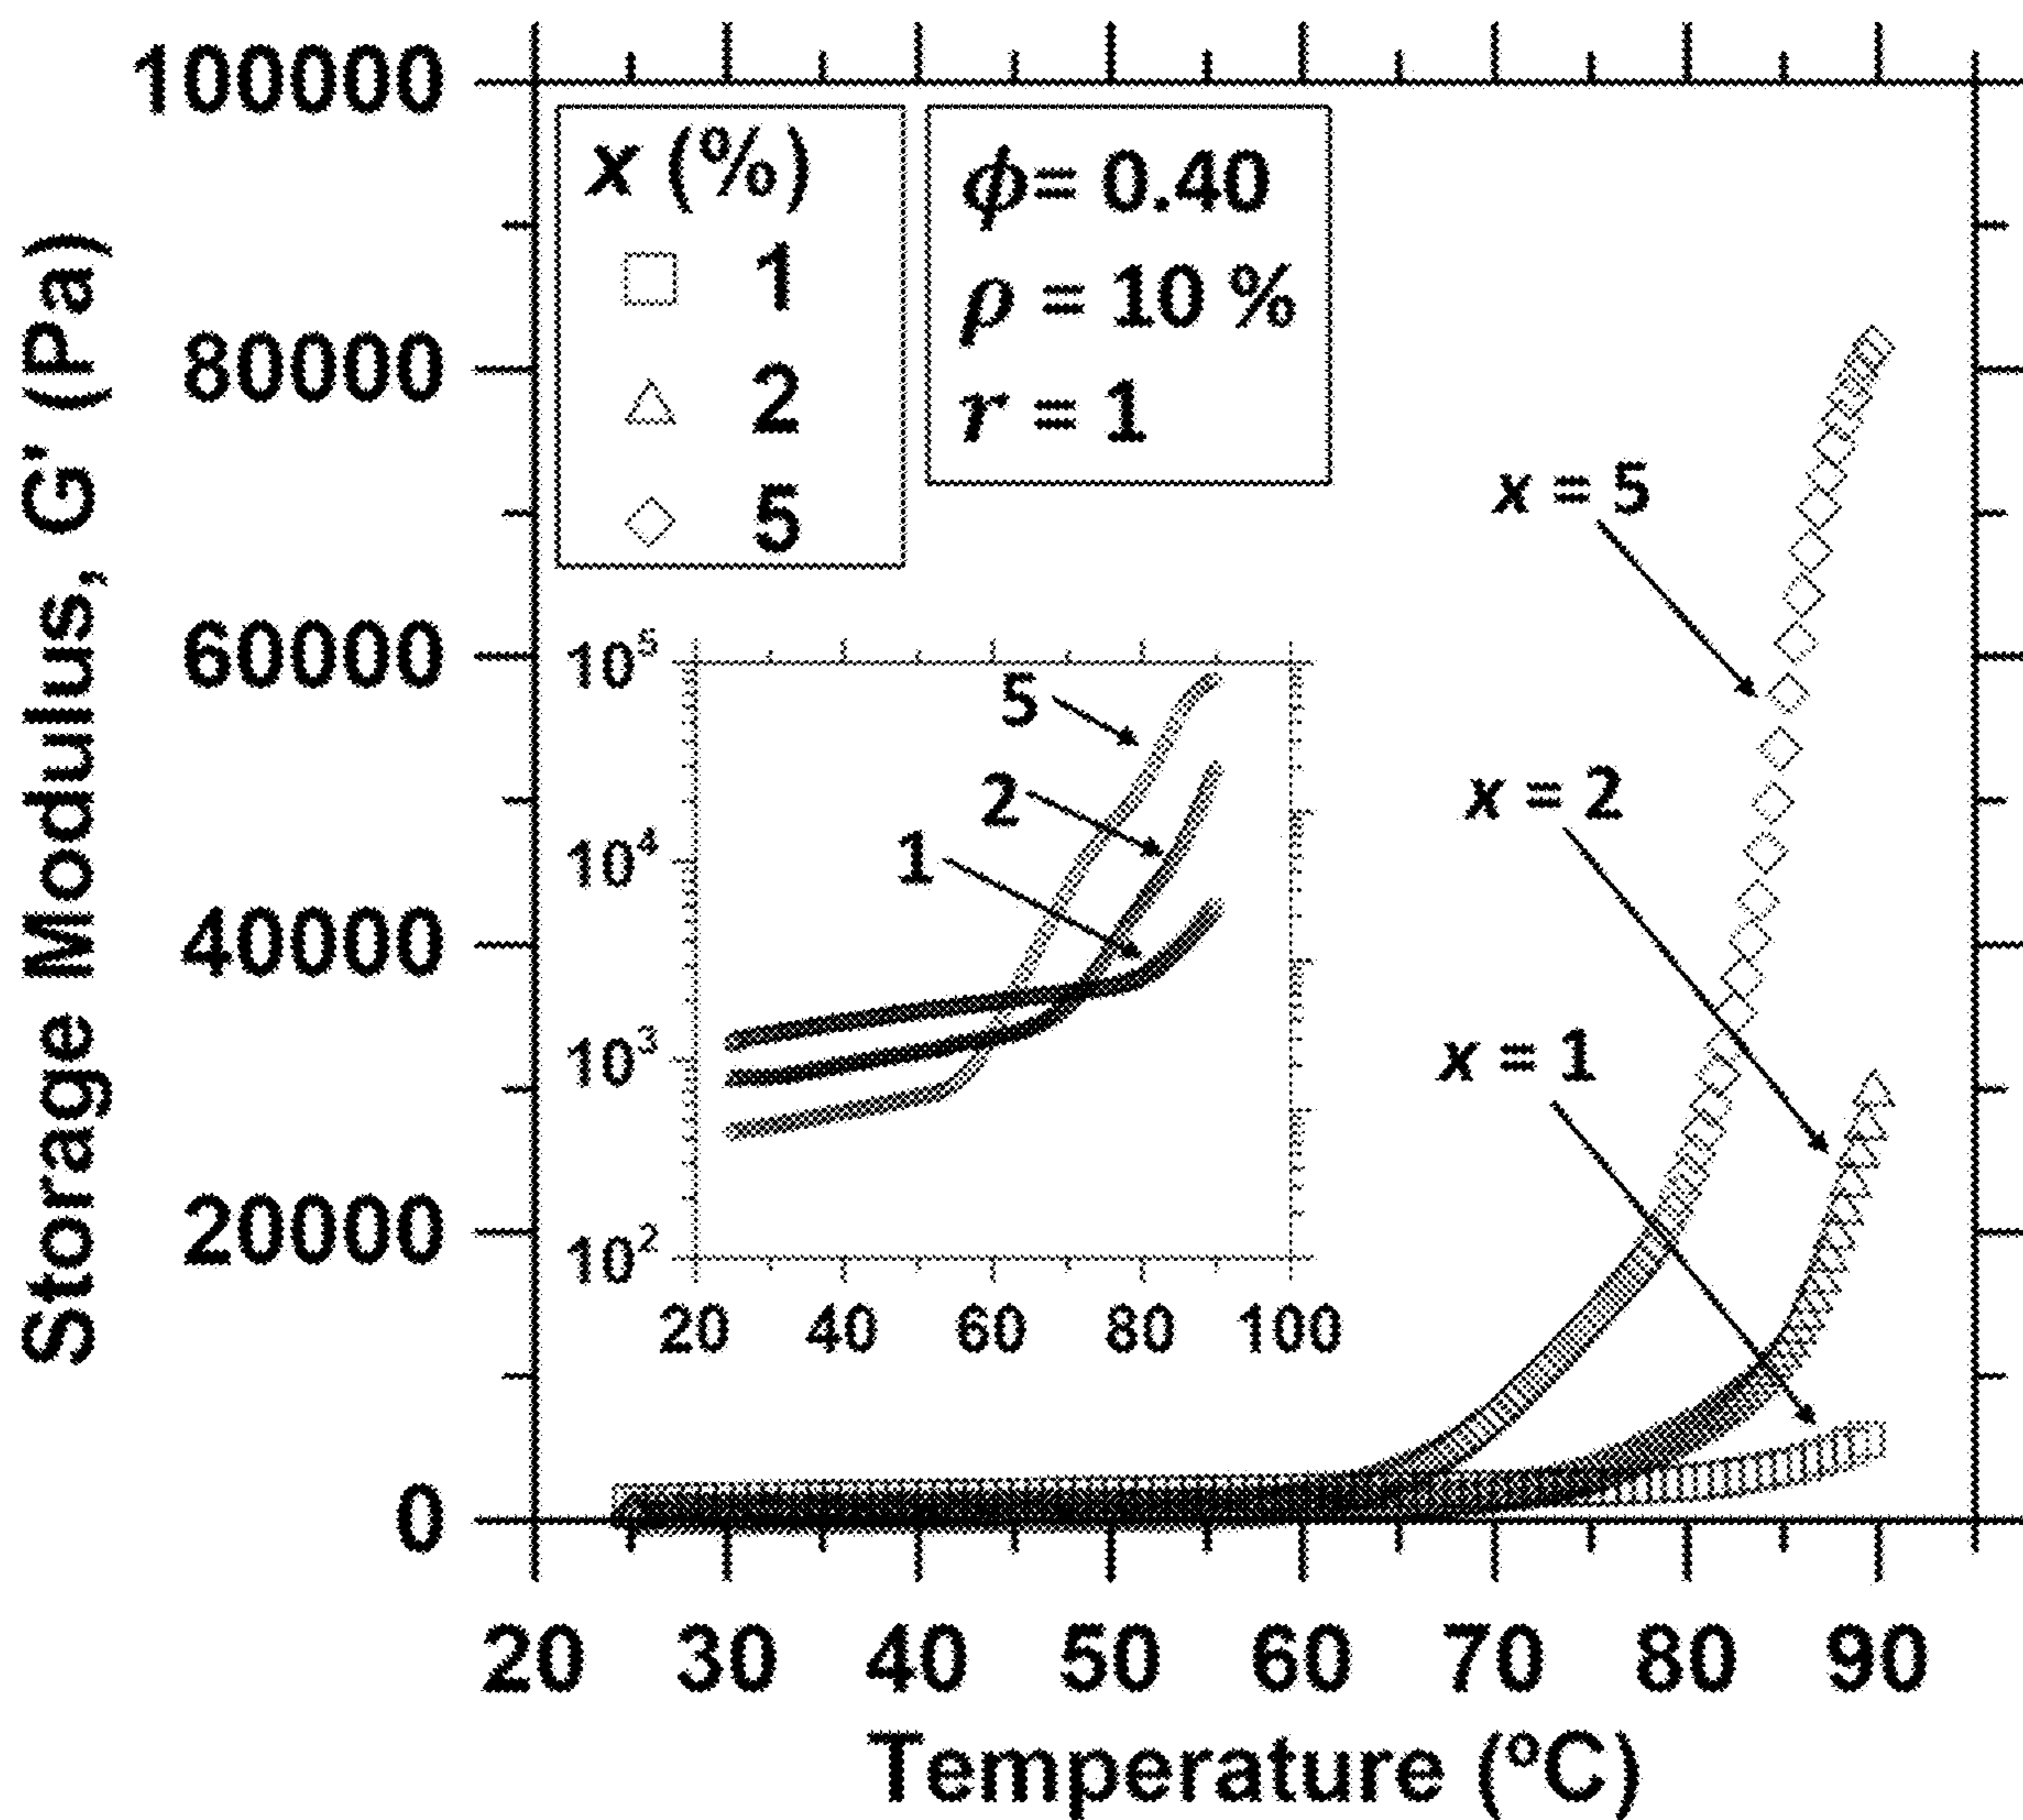 Storage Modulus, G' (Pa)
100000
80000
60000
40000
20000
0
x (%)
1
2
5
ϕ= 0.40
ρ = 10 %
r = 1
x = 5
x = 2
x = 1
10⁵
10⁴
10³
10²
5
2
1
20 40 60 80 100
20 30 40 50 60 70 80 90
Temperature (ºC)